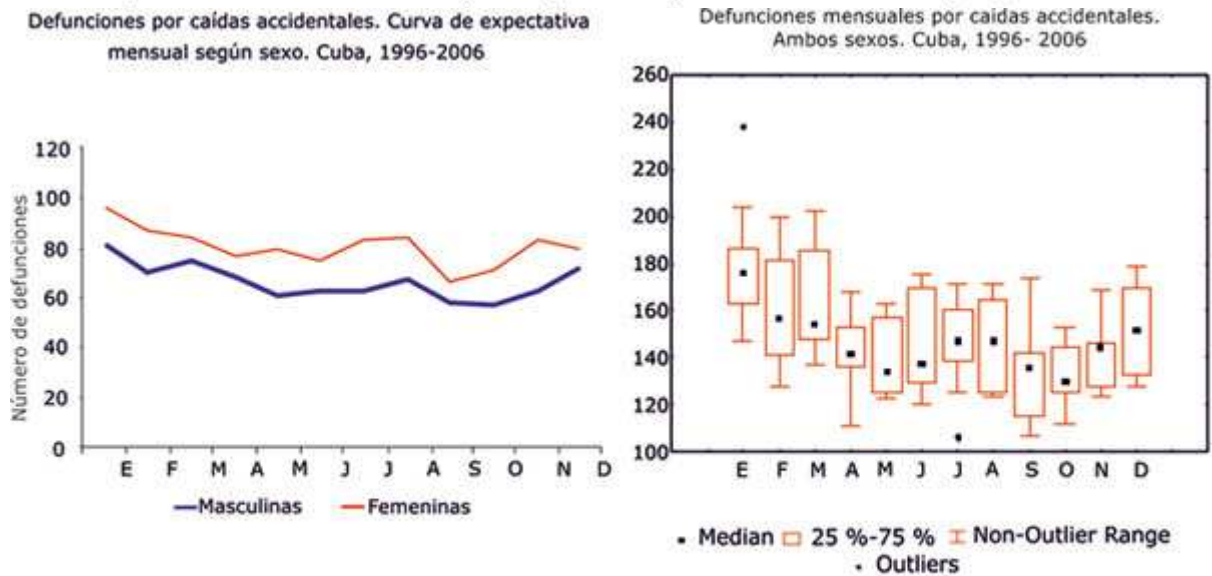 Defunciones por caídas accidentales. Curva de expectativa
mensual según sexo. Cuba, 1996-2006
120
100
80
60
40
20
0
Número de defunciones
E F M A M J J A S O N D
Masculinas Femeninas
Defunciones mensuales por caidas accidentales.
Ambos sexos. Cuba, 1996- 2006
260
240
220
200
180
160
140
120
100
E F M A M J J A S O N D
Median 25 %-75 % Non-Outlier Range
Outliers